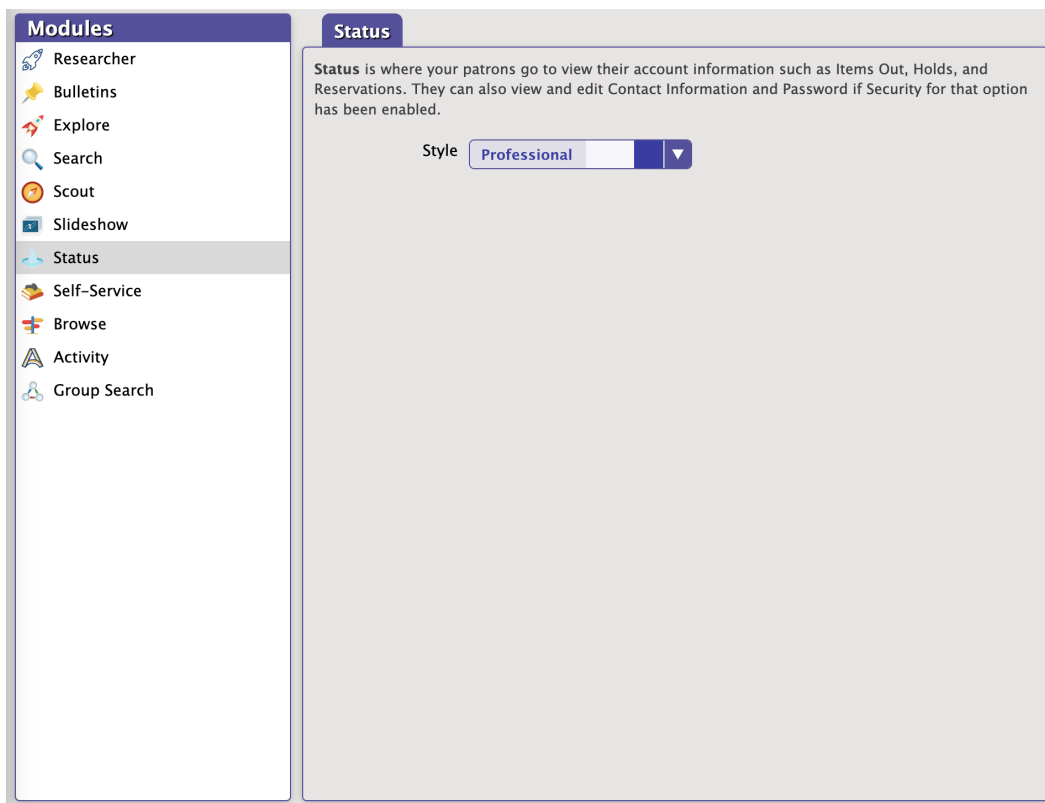 Modules
Researcher
Bulletins
Explore
Search
Scout
Slideshow
Status
Self-Service
Browse
Activity
Group Search
Status
Status is where your patrons go to view their account information such as Items Out, Holds, and
Reservations. They can also view and edit Contact Information and Password if Security for that option
has been enabled.
Style Professional